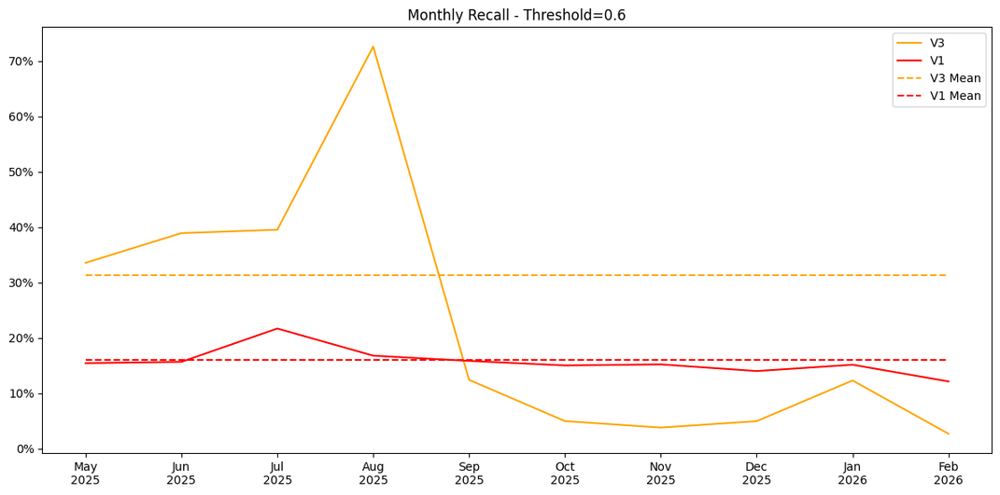 Monthly Recall - Threshold=0.6
V3
V1
V3 Mean
V1 Mean
70%
60%
50%
40%
30%
20%
10%
0%
May Jun Jul Aug Sep Oct Nov Dec Jan Feb
2025 2025 2025 2025 2025 2025 2025 2025 2026 2026